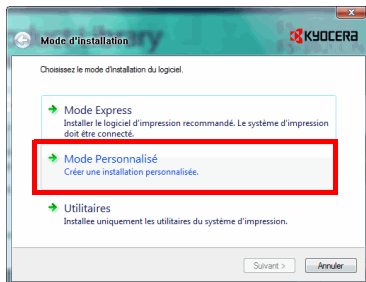 Mode d'installation
KYOCERA
Choisissez le mode d'installation du logiciel.
Mode Express
Installer le logiciel d'impression recommandé. Le système d'impression
doit être connecté.
Mode Personnalisé
Créer une installation personnalisée.
Utilitaires
Installee uniquement les utilitaires du système d'impression.
Suivant >
Annuler